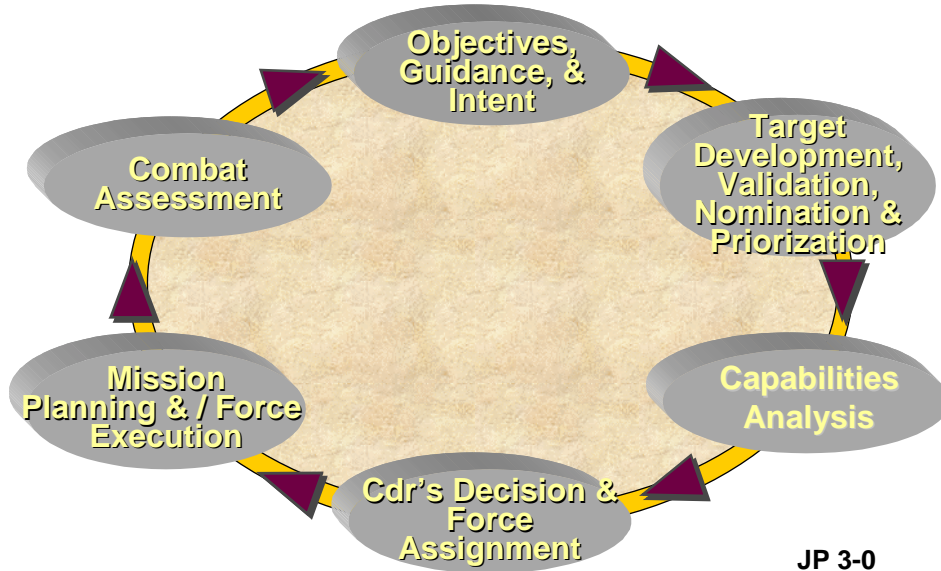 Objectives,
Guidance, &
Intent
Target
Development,
Validation,
Nomination &
Priorization
Capabilities
Analysis
Cdr's Decision &
Force
Assignment
Mission
Planning & / Force
Execution
Combat
Assessment
JP 3-0